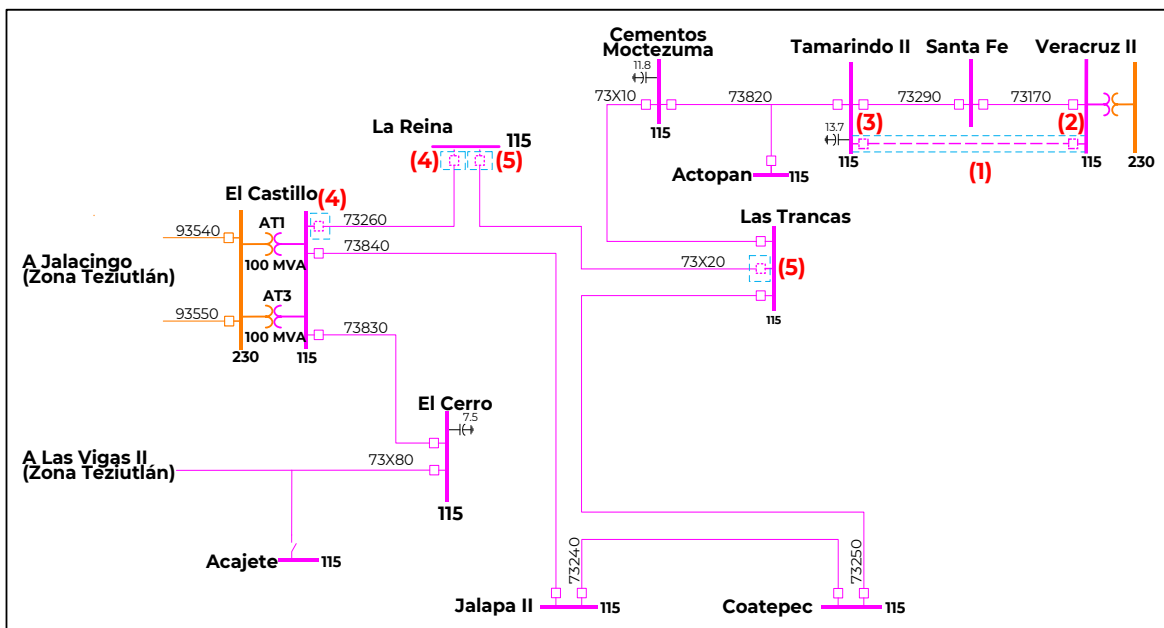 Cementos
Moctezuma
Tamarindo II
Santa Fe
Veracruz II
11.8
73X10
73820
73290
73170
La Reina
115
(3)
(2)
13.7
115
(4)
(5)
Actopan
115
115
(1)
115
230
El Castillo
(4)
73260
Las Trancas
93540
AT1
73840
A Jalacingo
(Zona Teziutlán)
100 MVA
73X20
(5)
AT3
93550
100 MVA
73830
115
230
115
El Cerro
7.5
A Las Vigas II
(Zona Teziutlán)
73X80
115
Acajete
115
73240
73250
Jalapa II
115
Coatepec
115